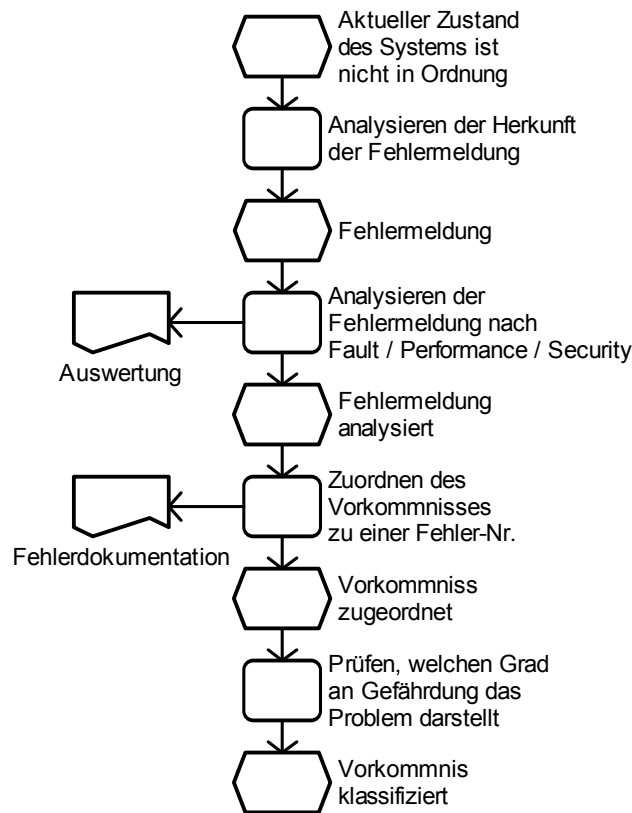 Aktueller Zustand
des Systems ist
nicht in Ordnung
Analysieren der Herkunft
der Fehlermeldung
Fehlermeldung
Analysieren der
Fehlermeldung nach
Fault / Performance / Security
Auswertung
Fehlermeldung
analysiert
Zuordnen des
Vorkommnisses
zu einer Fehler-Nr.
Fehlerdokumentation
Vorkommniss
zugeordnet
Prüfen, welchen Grad
an Gefährdung das
Problem darstellt
Vorkommnis
klassifiziert